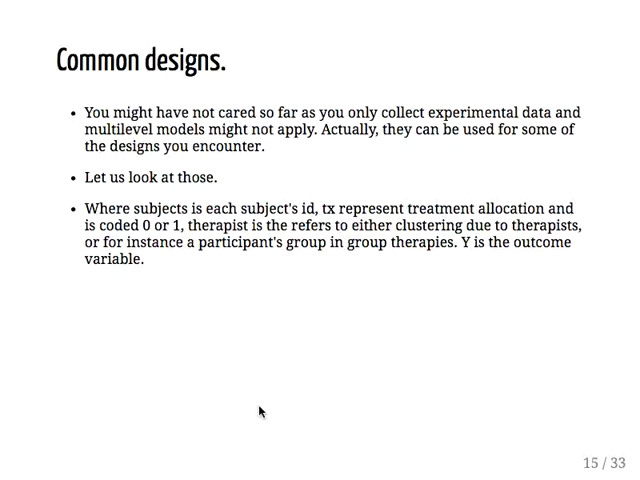 Common designs.
• You might have not cared so far as you only collect experimental data and
multilevel models might not apply. Actually, they can be used for some of
the designs you encounter.
• Let us look at those.
• Where subjects is each subject's id, tx represent treatment allocation and
is coded 0 or 1, therapist is the refers to either clustering due to therapists,
or for instance a participant's group in group therapies. Y is the outcome
variable.
15 / 33